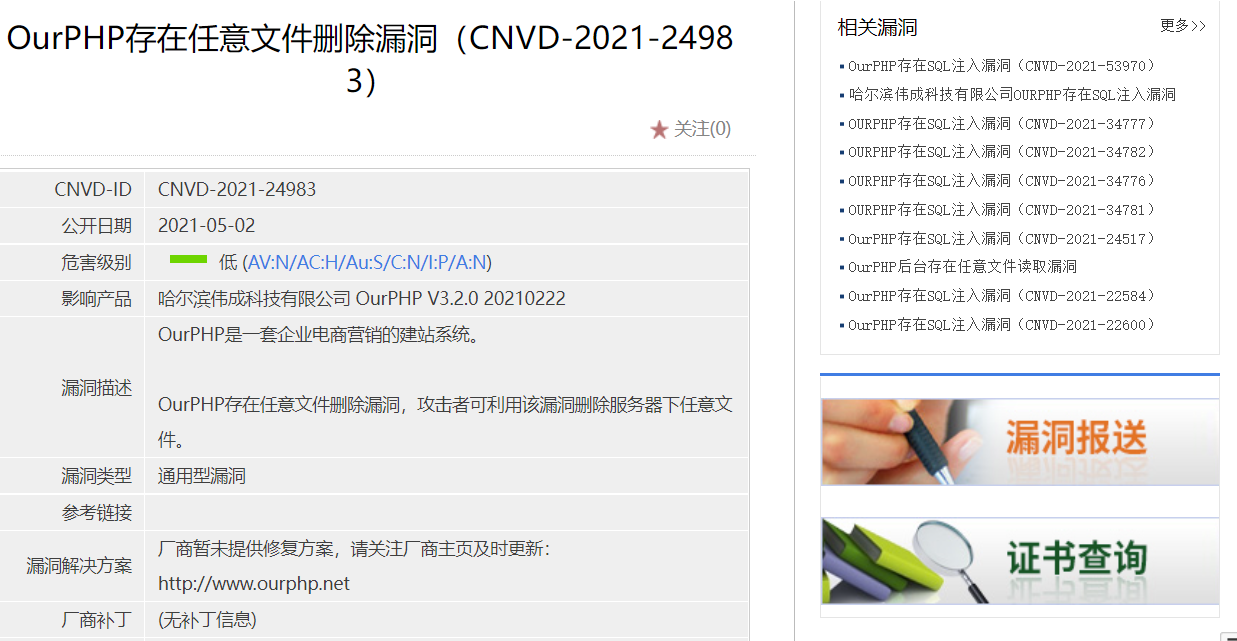 OurPHP存在任意文件删除漏洞（CNVD-2021-2498
3）
关注(0)
CNVD-ID CNVD-2021-24983
公开日期 2021-05-02
危害级别 低 (AV:N/AC:H/Au:S/C:N/I:P/A:N)
影响产品 哈尔滨伟成科技有限公司 OurPHP V3.2.0 20210222
OurPHP是一套企业电商营销的建站系统。
漏洞描述
OurPHP存在任意文件删除漏洞，攻击者可利用该漏洞删除服务器下任意文
件。
漏洞类型 通用型漏洞
参考链接
厂商暂未提供修复方案，请关注厂商主页及时更新：
漏洞解决方案
http://www.ourphp.net
厂商补丁 (无补丁信息)
相关漏洞 更多>>
OurPHP存在SQL注入漏洞（CNVD-2021-53970）
哈尔滨伟成科技有限公司OURPHP存在SQL注入漏洞
OURPHP存在SQL注入漏洞（CNVD-2021-34777）
OURPHP存在SQL注入漏洞（CNVD-2021-34782）
OURPHP存在SQL注入漏洞（CNVD-2021-34776）
OURPHP存在SQL注入漏洞（CNVD-2021-34781）
OurPHP存在SQL注入漏洞（CNVD-2021-24517）
OurPHP后台存在任意文件读取漏洞
OurPHP存在SQL注入漏洞（CNVD-2021-22584）
OurPHP存在SQL注入漏洞（CNVD-2021-22600）
漏洞报送
证书查询